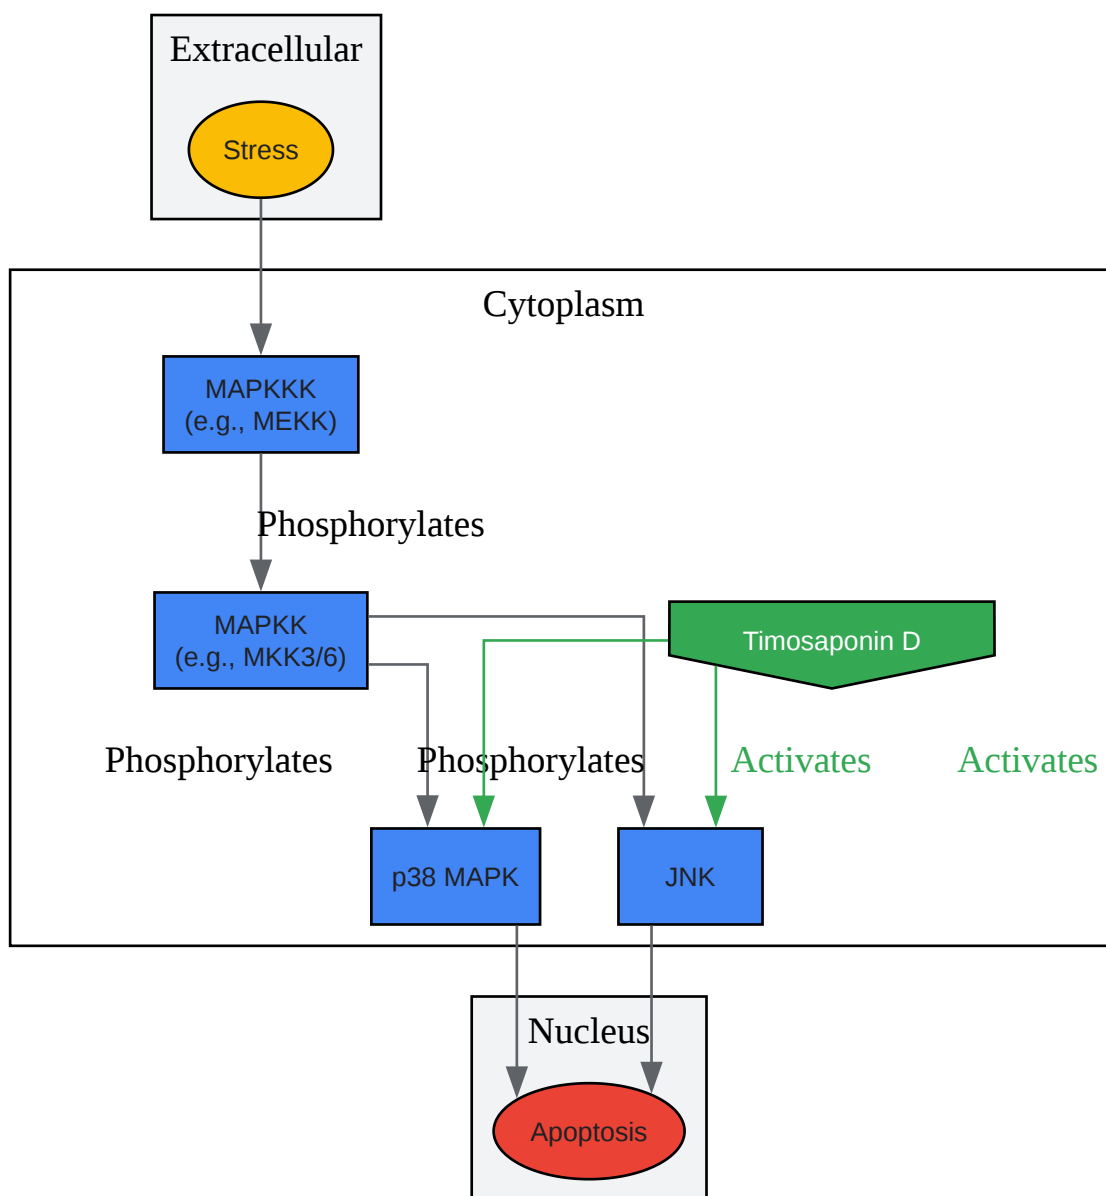 Extracellular
Stress
Cytoplasm
MAPKKK
(e.g., MEKK)
Phosphorylates
MAPKK
(e.g., MKK3/6)
Timosaponin D
Phosphorylates
Phosphorylates
Activates
Activates
p38 MAPK
JNK
Nucleus
Apoptosis